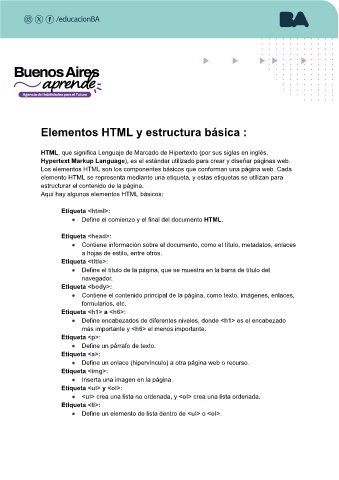 /educacionBA
BA
Buenos Aires
aprende
Agencia de Habilidades para el Futuro
Elementos HTML y estructura básica :
HTML, que significa Lenguaje de Marcado de Hipertexto (por sus siglas en inglés,
Hypertext Markup Language), es el estándar utilizado para crear y diseñar páginas web.
Los elementos HTML son los componentes básicos que conforman una página web. Cada
elemento HTML se representa mediante una etiqueta, y estas etiquetas se utilizan para
estructurar el contenido de la página.
Aquí hay algunos elementos HTML básicos:
Etiqueta <html>:
● Define el comienzo y el final del documento HTML.
Etiqueta <head>:
● Contiene información sobre el documento, como el título, metadatos, enlaces
a hojas de estilo, entre otros.
Etiqueta <title>:
● Define el título de la página, que se muestra en la barra de título del
navegador.
Etiqueta <body>:
● Contiene el contenido principal de la página, como texto, imágenes, enlaces,
formularios, etc.
Etiqueta <h1> a <h6>:
● Define encabezados de diferentes niveles, donde <h1> es el encabezado
más importante y <h6> el menos importante.
Etiqueta <p>:
● Define un párrafo de texto.
Etiqueta <a>:
● Define un enlace (hipervínculo) a otra página web o recurso.
Etiqueta <img>:
● Inserta una imagen en la página.
Etiqueta <ul> y <ol>:
● <ul> crea una lista no ordenada, y <ol> crea una lista ordenada.
Etiqueta <li>:
● Define un elemento de lista dentro de <ul> o <ol>.